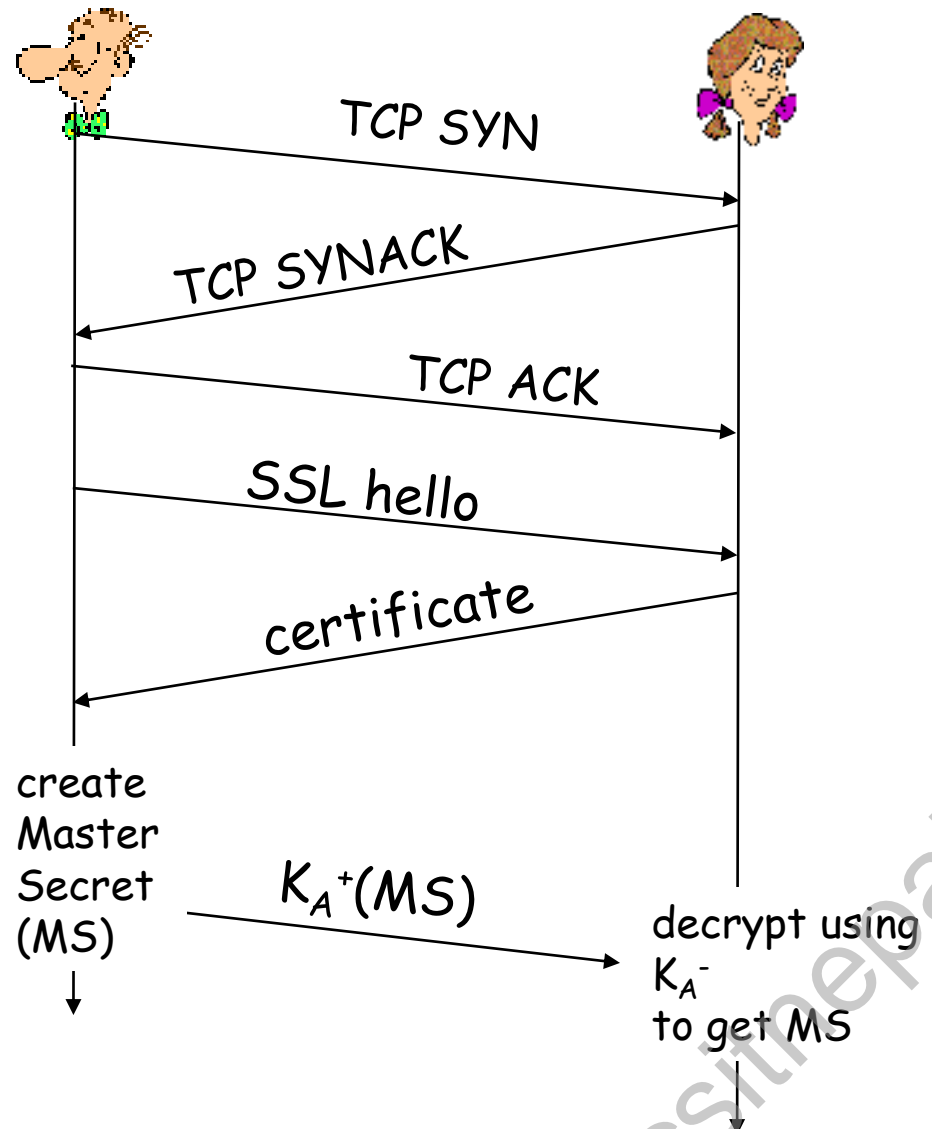 TCP SYN
TCP SYNACK
TCP ACK
SSL hello
certificate
create
Master
Secret
(MS)
K_A^+(MS)
decrypt using
K_A^-
to get MS